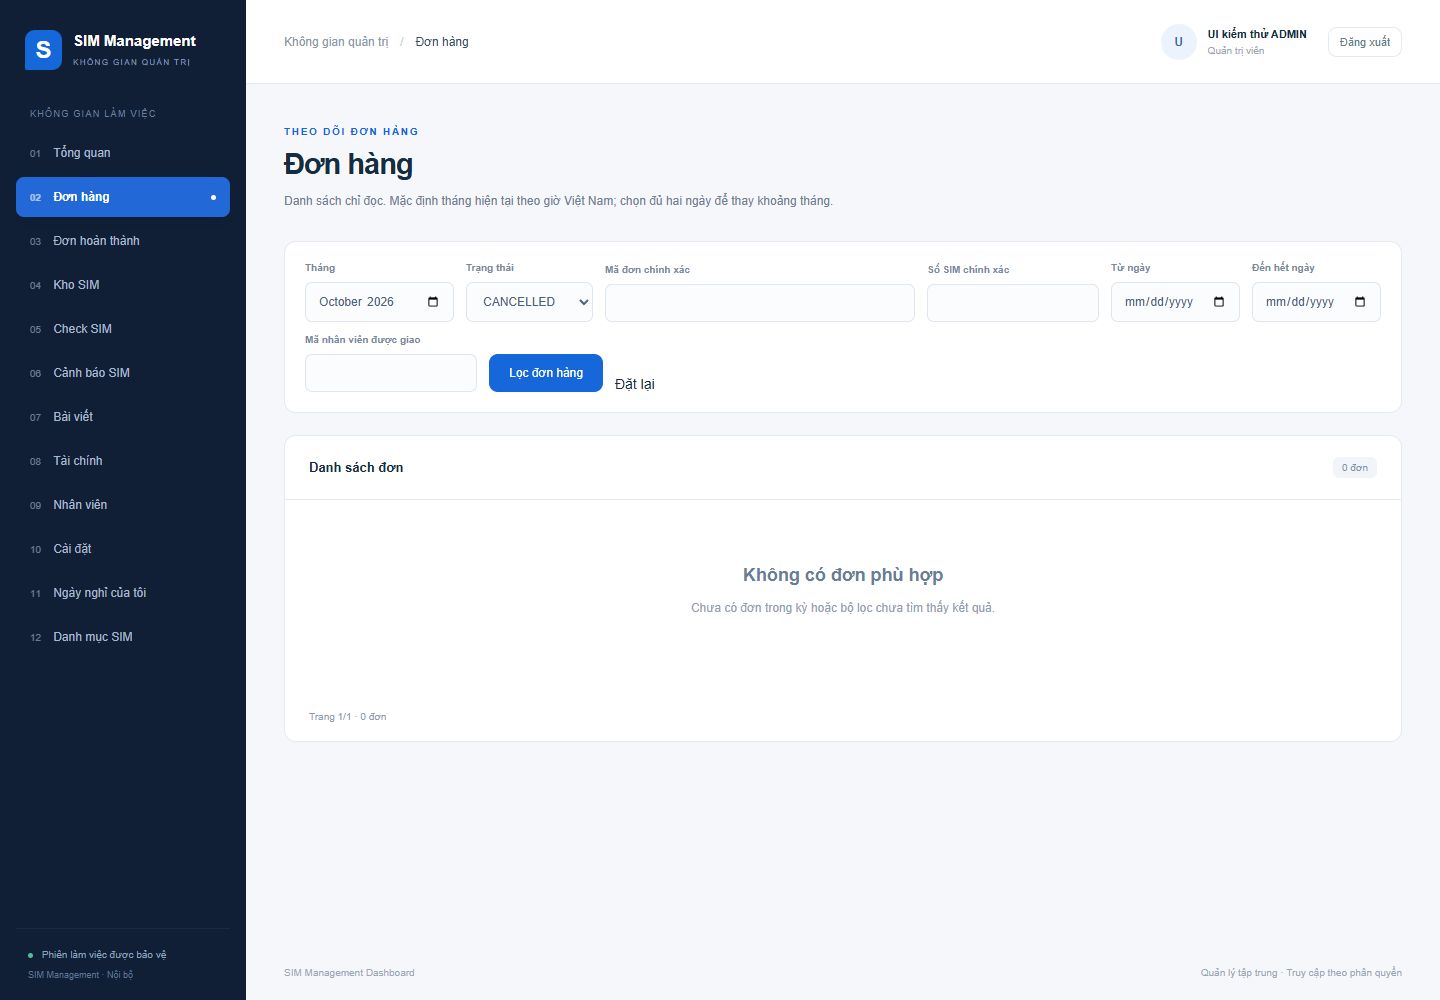 S
SIM Management
KHÔNG GIAN QUẢN TRỊ
KHÔNG GIAN LÀM VIỆC
01 Tổng quan
02 Đơn hàng
03 Đơn hoàn thành
04 Kho SIM
05 Check SIM
06 Cảnh báo SIM
07 Bài viết
08 Tài chính
09 Nhân viên
10 Cài đặt
11 Ngày nghỉ của tôi
12 Danh mục SIM
Phiên làm việc được bảo vệ
SIM Management · Nội bộ
Không gian quản trị / Đơn hàng
U
UI kiểm thử ADMIN
Quản trị viên
Đăng xuất
THEO DÕI ĐƠN HÀNG
Đơn hàng
Danh sách chỉ đọc. Mặc định tháng hiện tại theo giờ Việt Nam; chọn đủ hai ngày để thay khoảng tháng.
Tháng
October 2026
Trạng thái
CANCELLED
Mã đơn chính xác
Số SIM chính xác
Từ ngày
mm/dd/yyyy
Đến hết ngày
mm/dd/yyyy
Mã nhân viên được giao
Lọc đơn hàng
Đặt lại
Danh sách đơn
0 đơn
Không có đơn phù hợp
Chưa có đơn trong kỳ hoặc bộ lọc chưa tìm thấy kết quả.
Trang 1/1 · 0 đơn
SIM Management Dashboard
Quản lý tập trung · Truy cập theo phân quyền